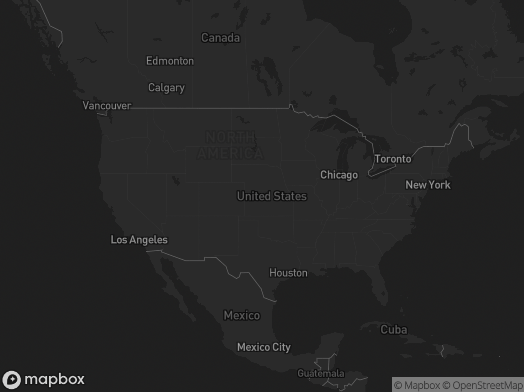 Canada
Edmonton
Calgary
Vancouver
NORTH
AMERICA
Toronto
Chicago
New York
United States
Los Angeles
Houston
Mexico
Cuba
Mexico City
Guatemala
mapbox
© Mapbox © OpenStreetMap